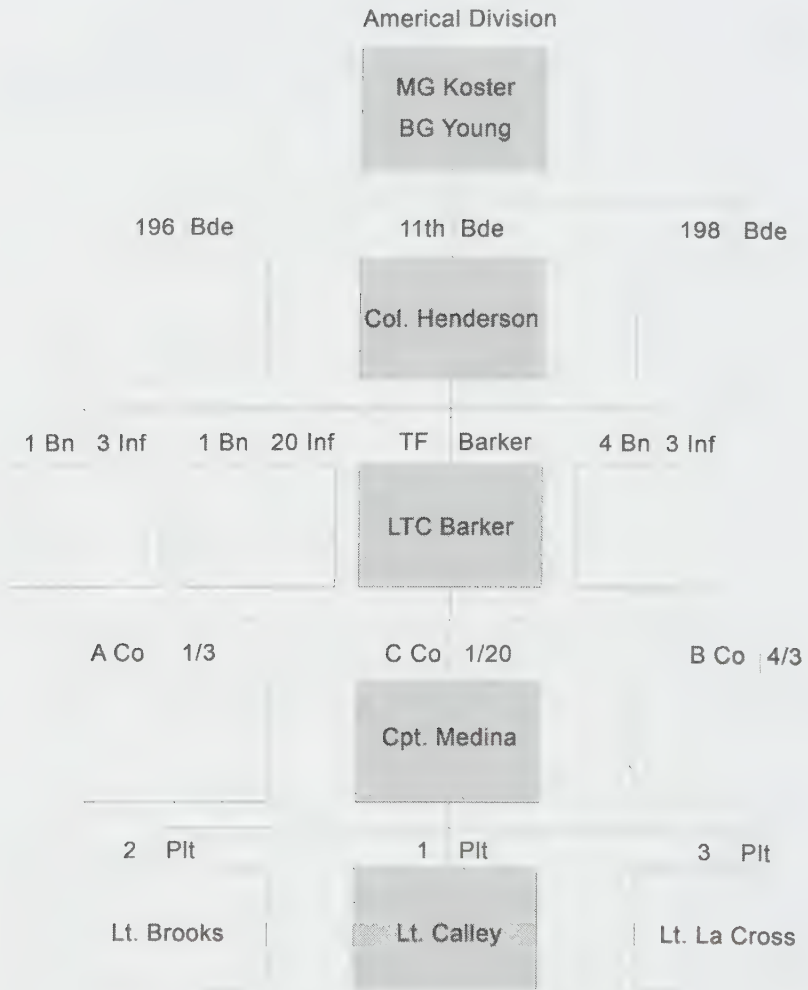 Americal Division
MG Koster
BG Young
196 Bde 11th Bde 198 Bde
Col. Henderson
1 Bn 3 Inf 1 Bn 20 Inf TF Barker 4 Bn 3 Inf
LTC Barker
A Co 1/3 C Co 1/20 B Co 4/3
Cpt. Medina
2 Plt 1 Plt 3 Plt
Lt. Brooks Lt. Calley Lt. La Cross